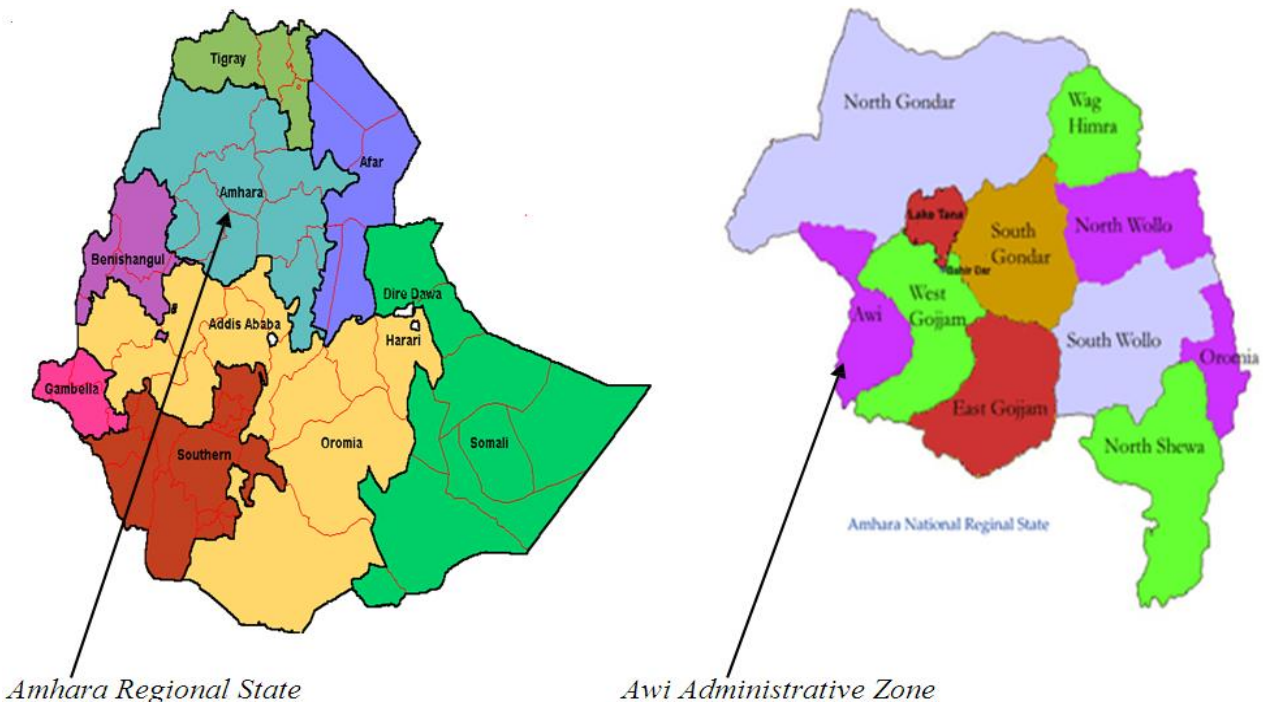 Tigray
Afar
Amhara
Benishangul
Dire Dawa
Addis Ababa
Harari
Gambella
Oromia
Somali
Southern
Amhara Regional State
North Gondar
Wag
Himra
Lake Tana
North Wollo
South
Gondar
Bahir Dar
West
Gojjam
Awi
South Wollo
Oromia
East Gojjam
North Shewa
Amhara National Reginal State
Awi Administrative Zone